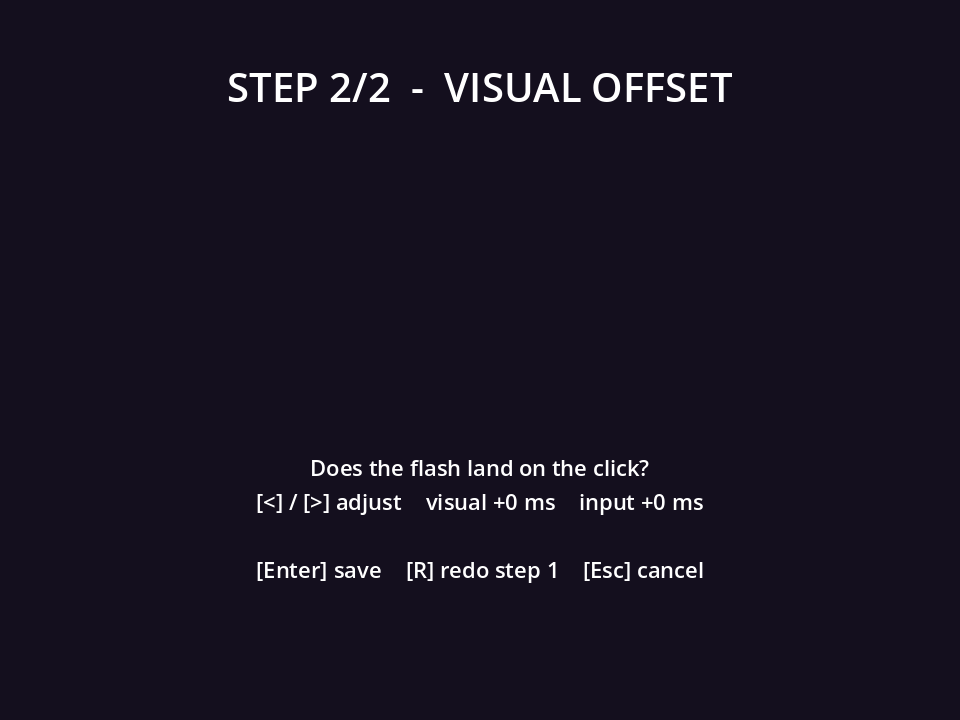 STEP 2/2 - VISUAL OFFSET
Does the flash land on the click?
[<] / [>] adjust visual +0 ms input +0 ms
[Enter] save [R] redo step 1 [Esc] cancel